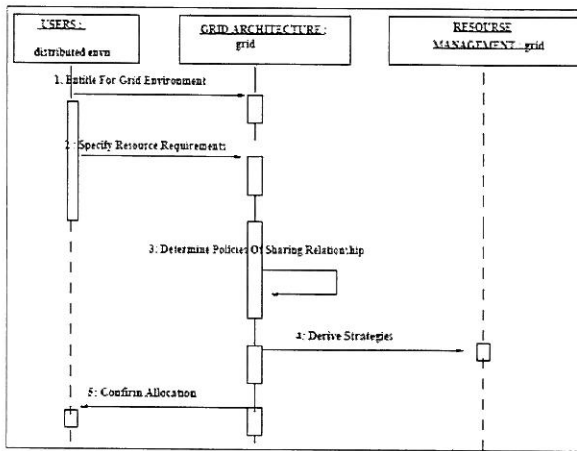 USERS :
distributed envn
GRID ARCHITECTURE :
grid
RESOURSE
MANAGEMENT : grid
1. Entitle For Grid Environment
2 : Specify Resource Requirements
3: Determine Policies Of Sharing Relationship
4: Derive Strategies
5: Confirm Allocation